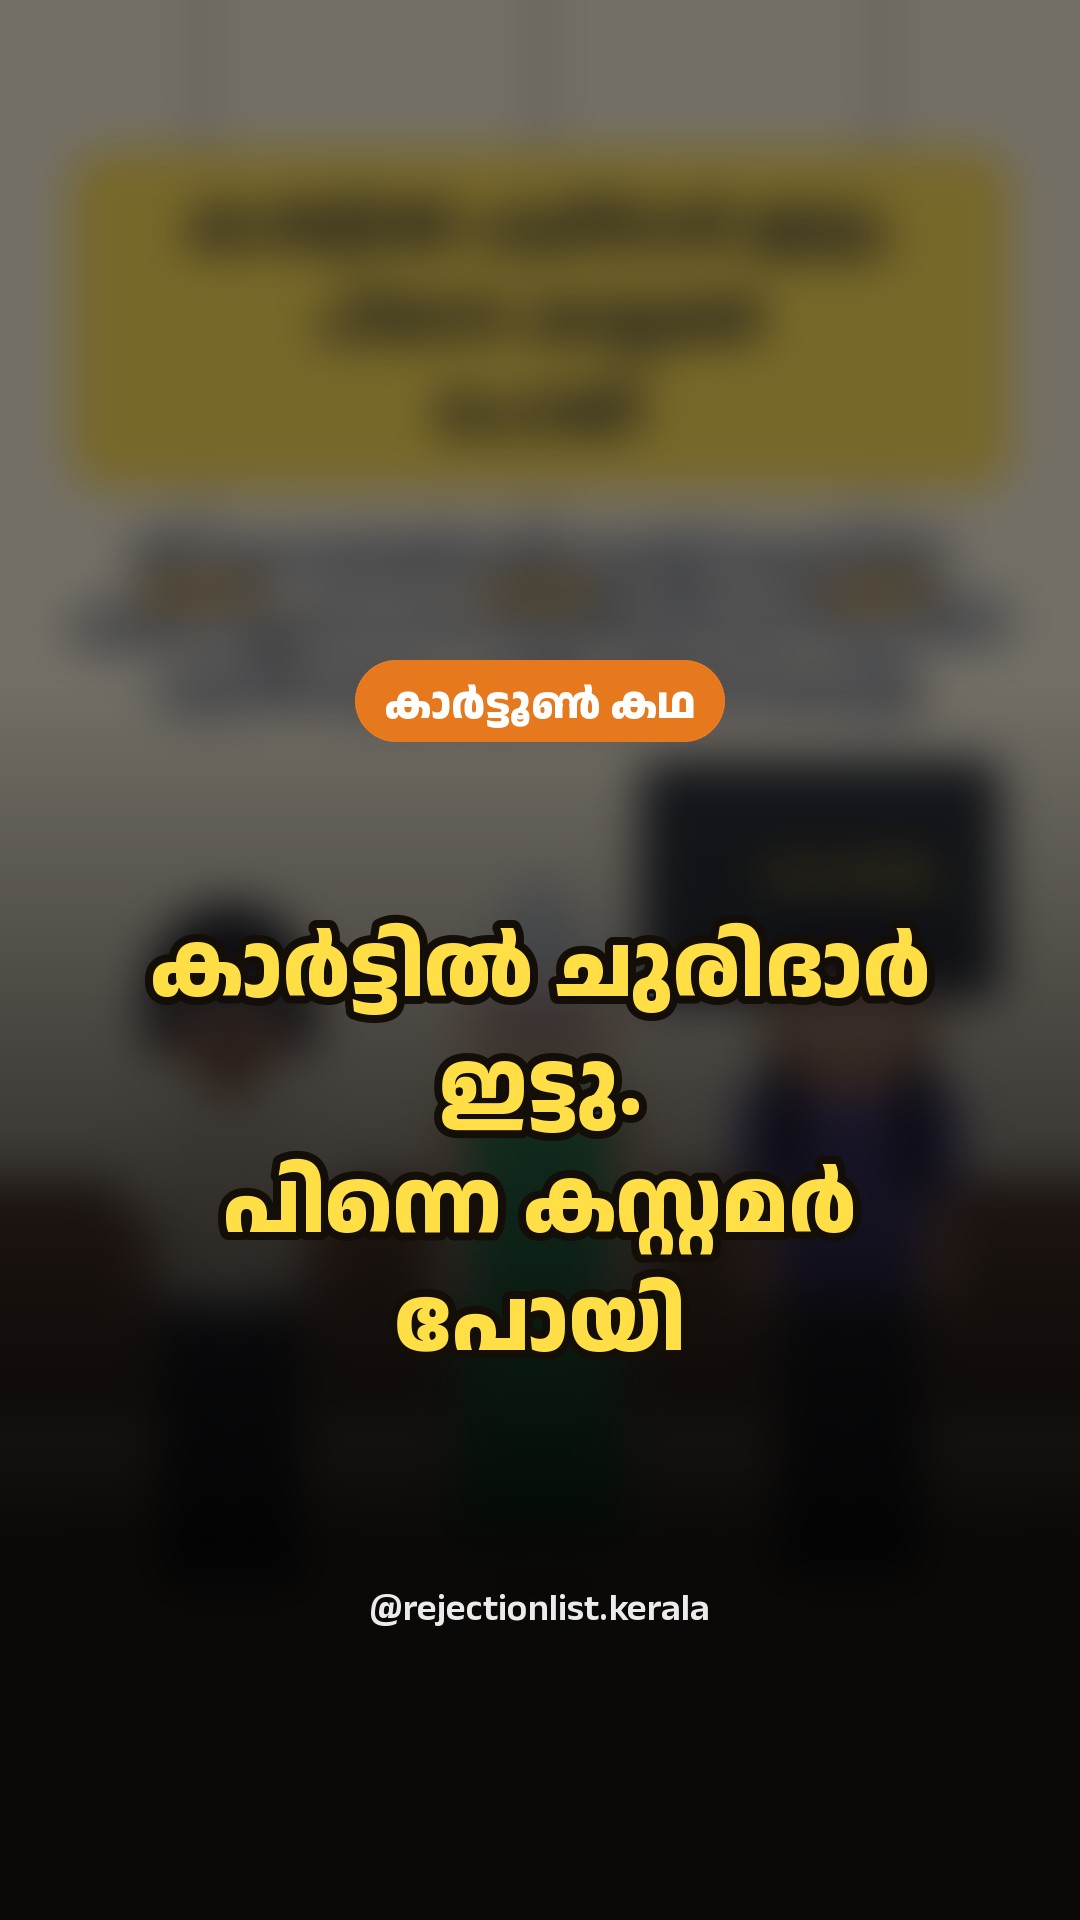 കാർട്ടൂൺ കഥ
കാർട്ടിൽ ചുരിദാർ
ഇട്ടു.
പിന്നെ കസ്റ്റമർ
പോയി
@rejectionlist.kerala